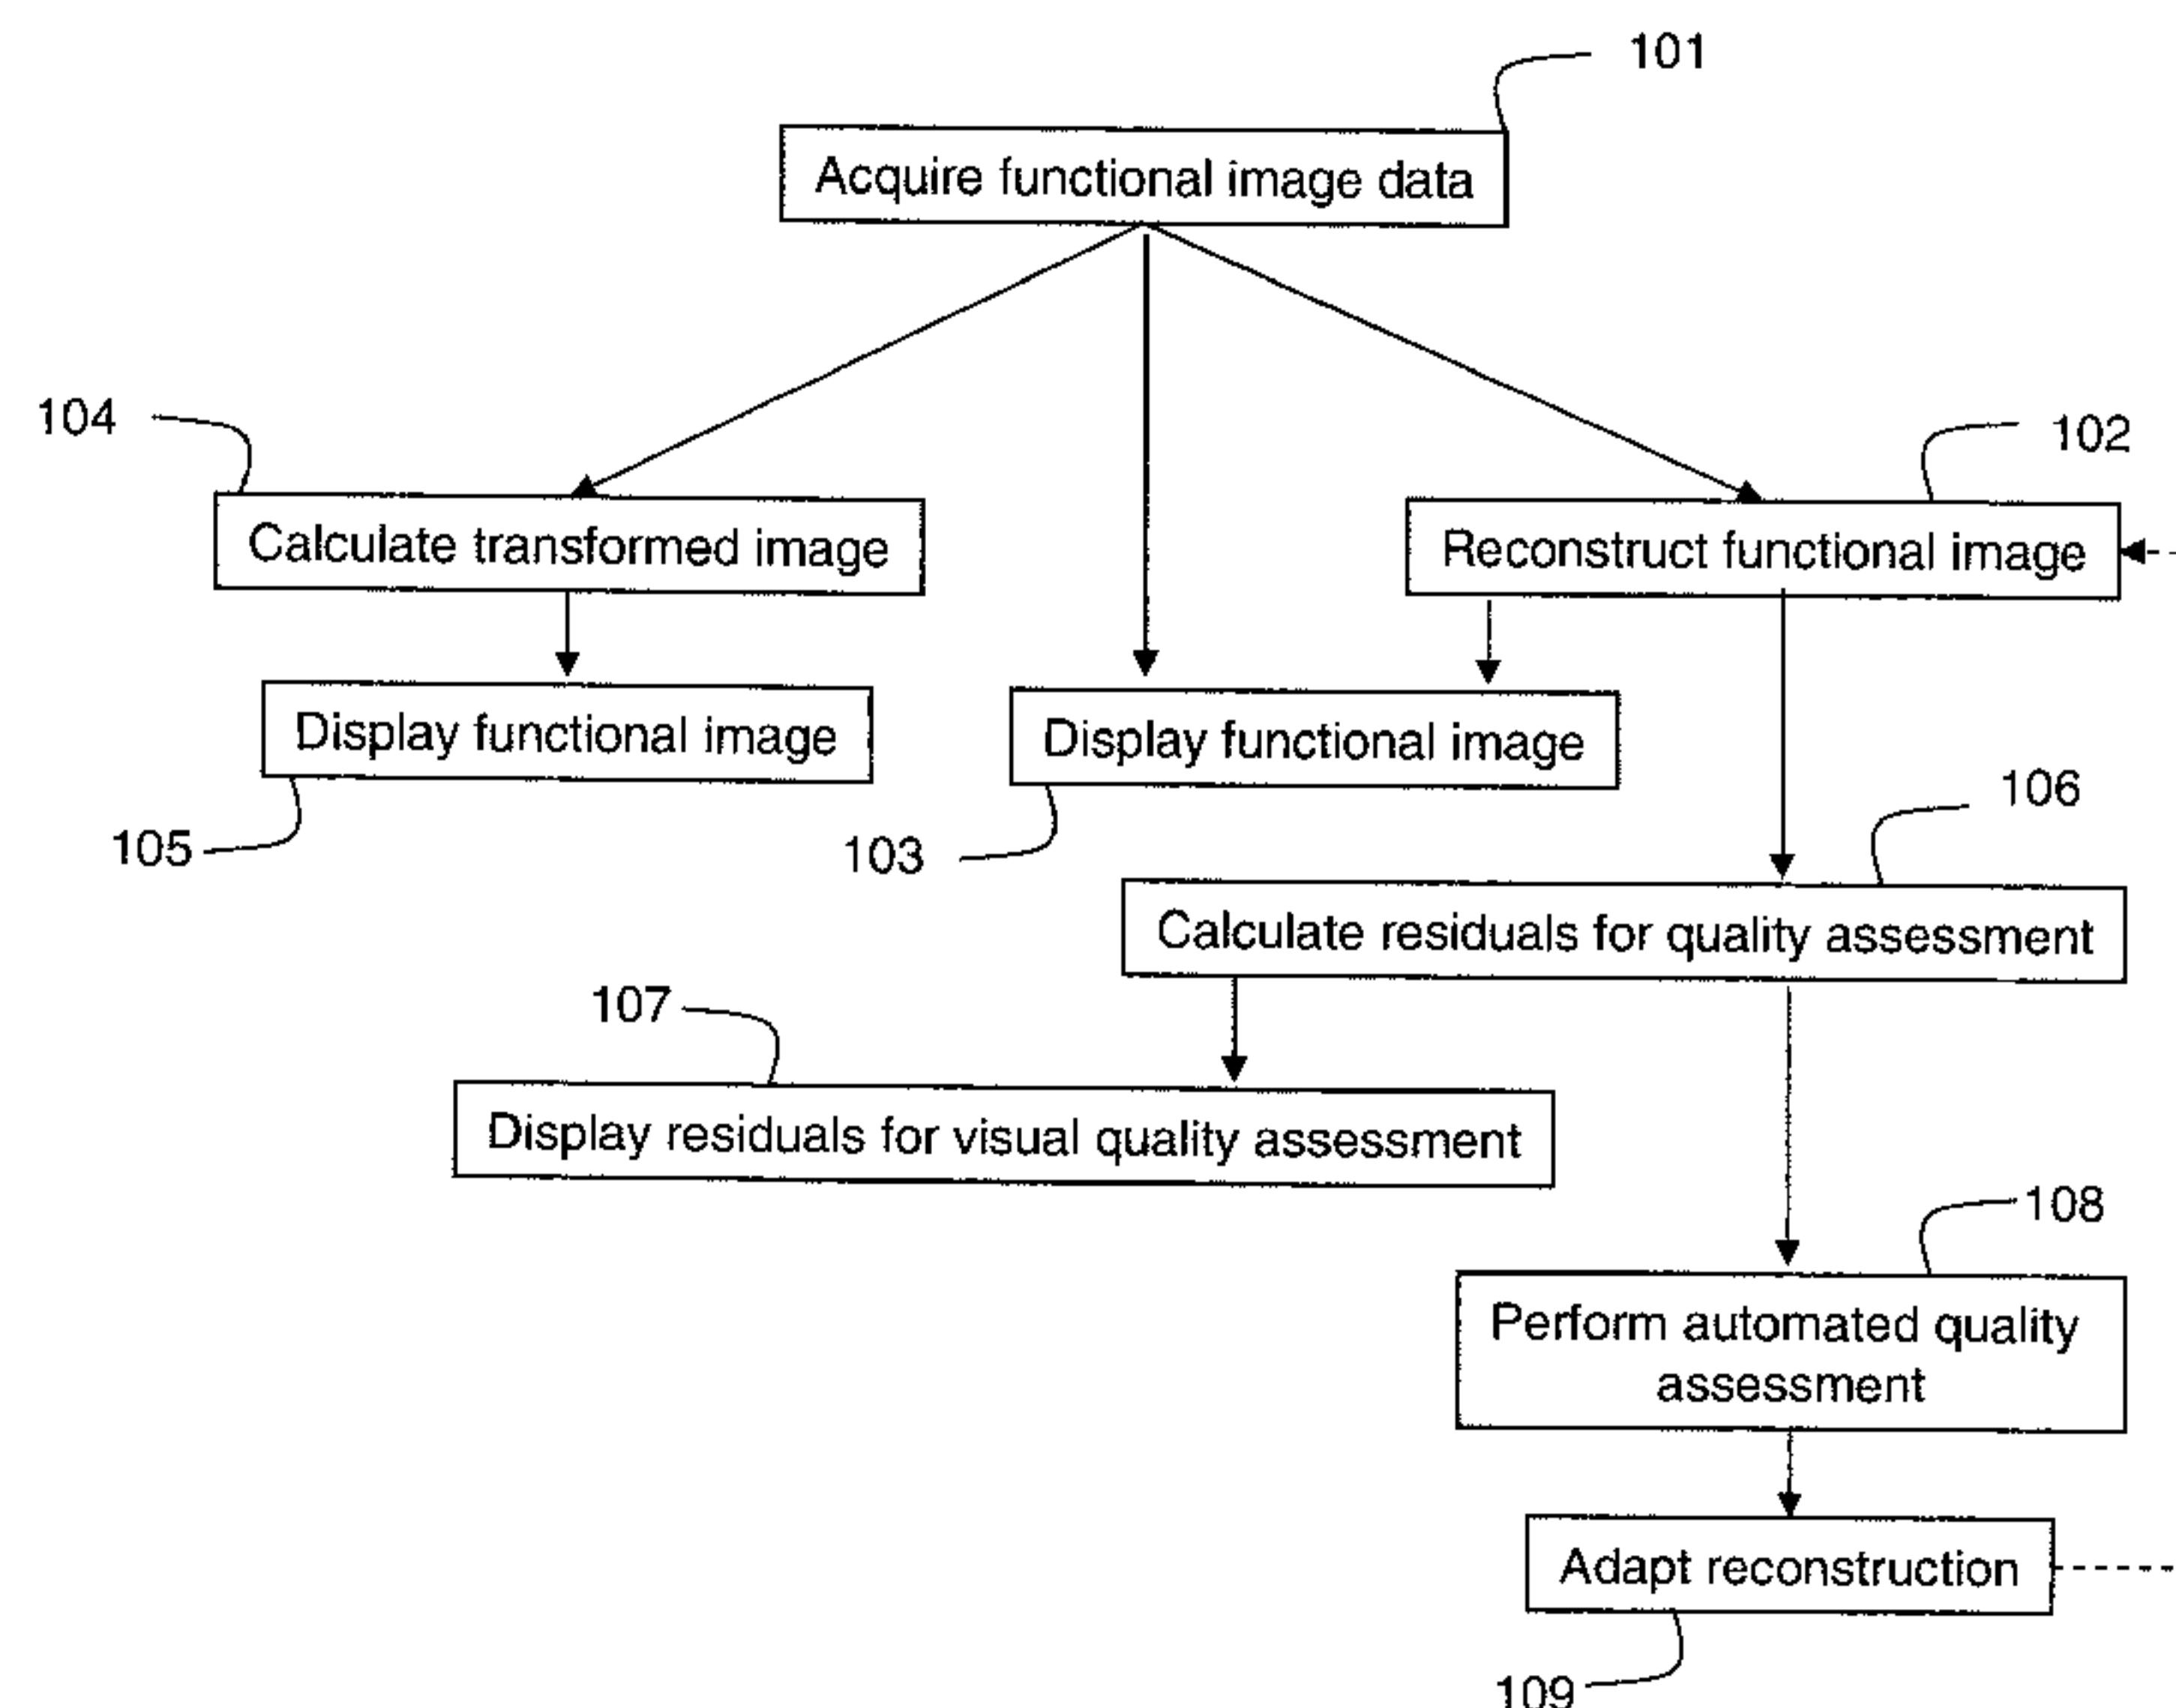 101
Acquire functional image data
104
102
Calculate transformed image
Reconstruct functional image
Display functional image
Display functional image
105
103
106
Calculate residuals for quality assessment
107
Display residuals for visual quality assessment
108
Perform automated quality
assessment
Adapt reconstruction
109